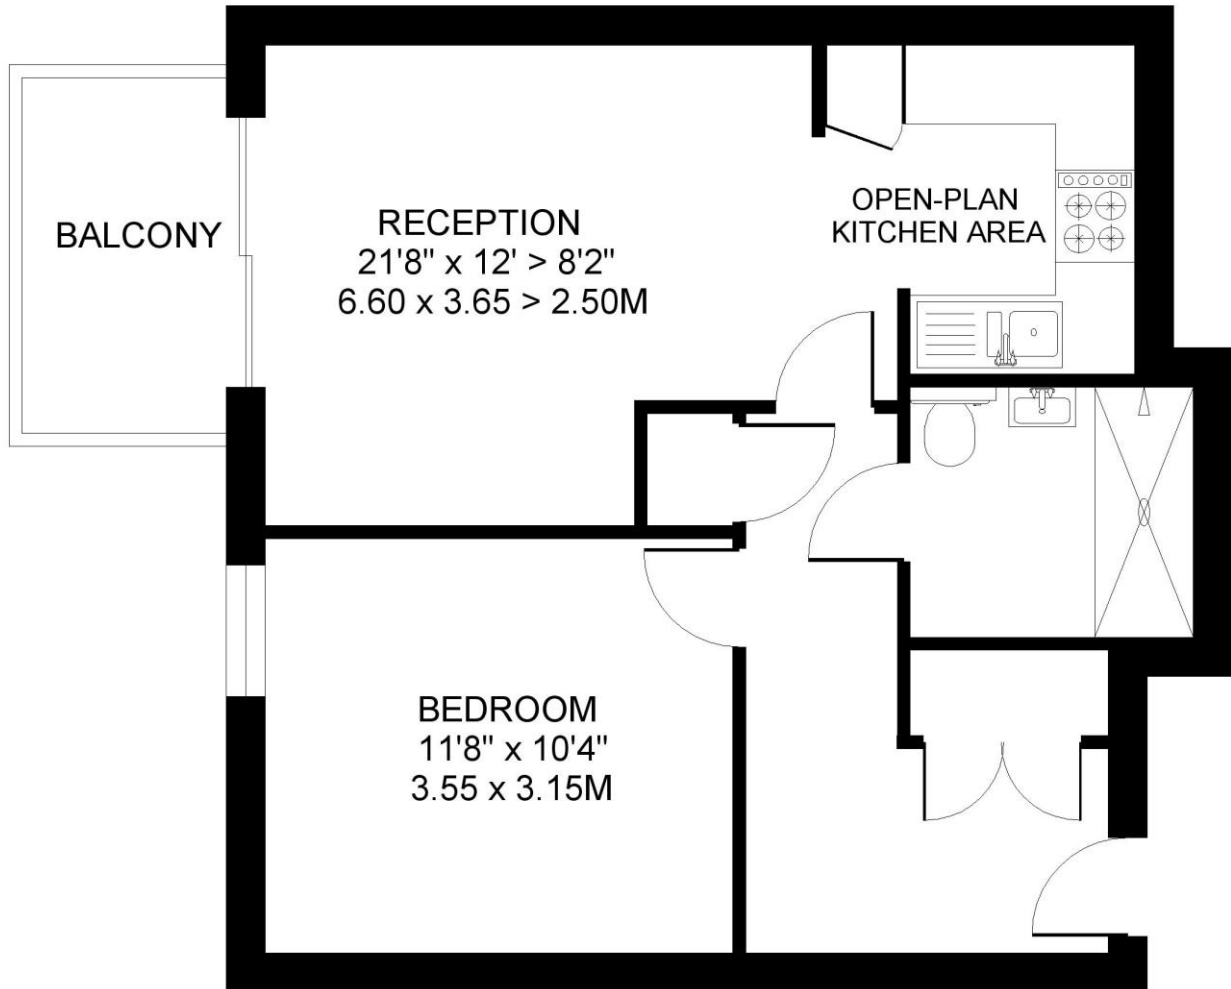 BALCONY
RECEPTION
21'8" x 12' > 8'2"
6.60 x 3.65 > 2.50M
OPEN-PLAN
KITCHEN AREA
BEDROOM
11'8" x 10'4"
3.55 x 3.15M